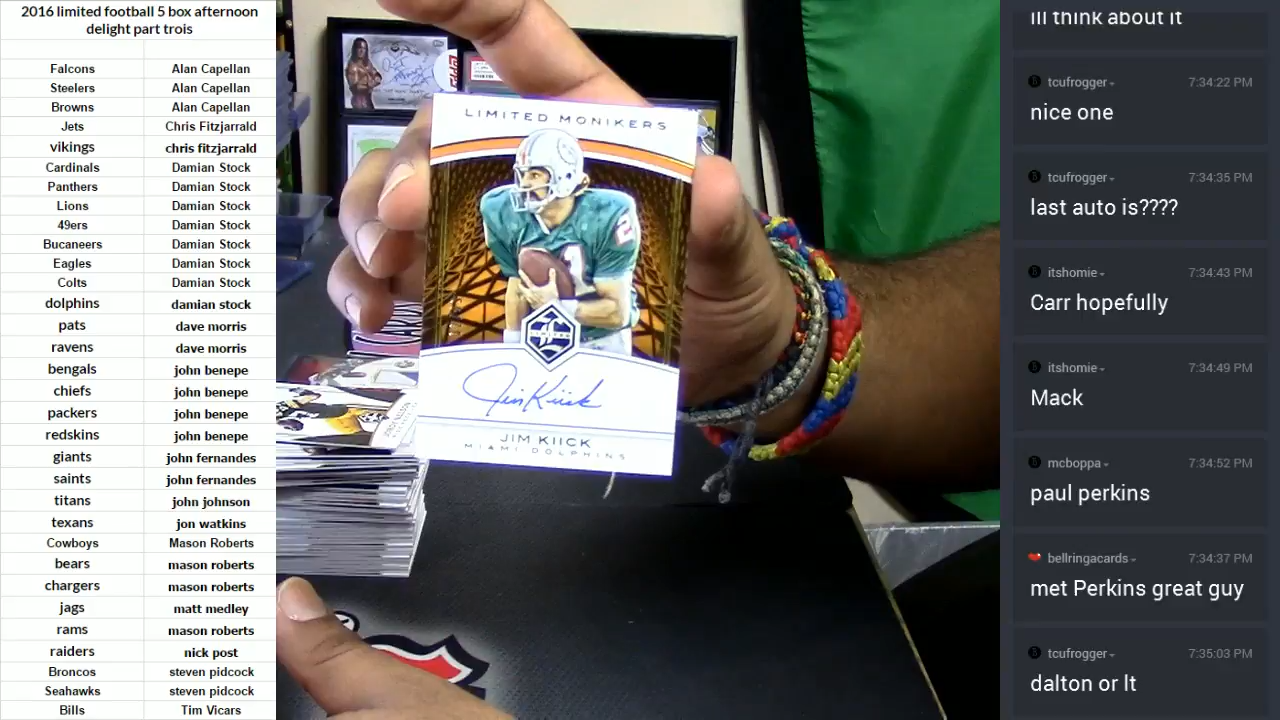 2016 limited football 5 box afternoon
delight part trois
Falcons Alan Capellan
Steelers Alan Capellan
Browns Alan Capellan
Jets Chris Fitzjarrald
vikings chris fitzjarrald
Cardinals Damian Stock
Panthers Damian Stock
Lions Damian Stock
49ers Damian Stock
Bucaneers Damian Stock
Eagles Damian Stock
Colts Damian Stock
dolphins damian stock
pats dave morris
ravens dave morris
bengals john benepe
chiefs john benepe
packers john benepe
redskins john benepe
giants john fernandes
saints john fernandes
titans john johnson
texans jon watkins
Cowboys Mason Roberts
bears mason roberts
chargers mason roberts
jags matt medley
rams mason roberts
raiders nick post
Broncos steven pidcock
Seahawks steven pidcock
Bills Tim Vicars
LIMITED MONIKERS
2
1
LIMITED
Jim Kiick
JIM KIICK
MIAMI DOLPHINS
ill think about it
tcufrogger 7:34:22 PM
nice one
tcufrogger 7:34:35 PM
last auto is????
itshomie 7:34:43 PM
Carr hopefully
itshomie 7:34:49 PM
Mack
mcboppa 7:34:52 PM
paul perkins
bellringacards 7:34:37 PM
met Perkins great guy
tcufrogger 7:35:03 PM
dalton or lt